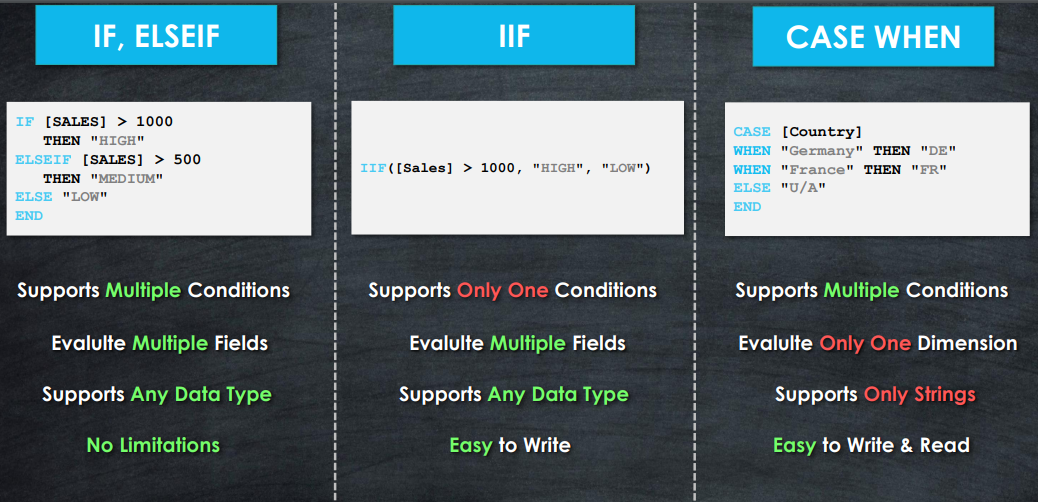 IF, ELSEIF
IF [SALES] > 1000
THEN "HIGH"
ELSEIF [SALES] > 500
THEN "MEDIUM"
ELSE "LOW"
END
Supports Multiple Conditions
Evalulte Multiple Fields
Supports Any Data Type
No Limitations
IIF
IIF([Sales] > 1000, "HIGH", "LOW")
Supports Only One Conditions
Evalulte Multiple Fields
Supports Any Data Type
Easy to Write
CASE WHEN
CASE [Country]
WHEN "Germany" THEN "DE"
WHEN "France" THEN "FR"
ELSE "U/A"
END
Supports Multiple Conditions
Evalulte Only One Dimension
Supports Only Strings
Easy to Write & Read